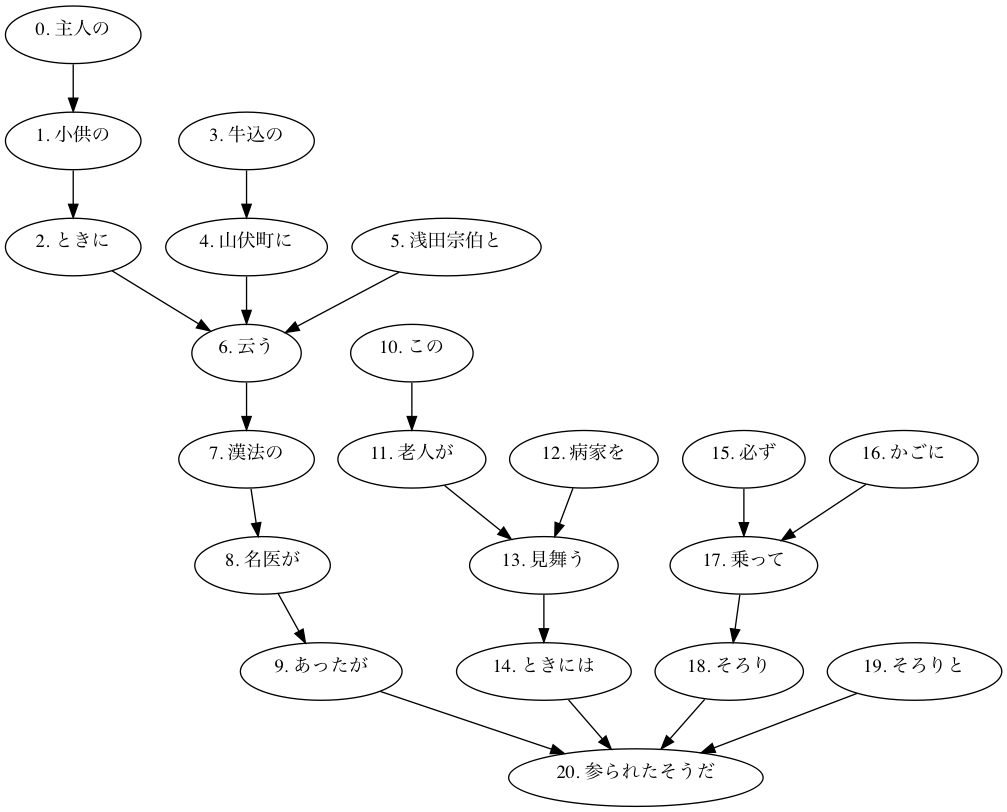 0. 主人の
1. 小供の
3. 牛込の
2. ときに
4. 山伏町に
5. 浅田宗伯と
6. 云う
10. この
7. 漢法の
11. 老人が
12. 病家を
15. 必ず
16. かごに
8. 名医が
13. 見舞う
17. 乗って
9. あったが
14. ときには
18. そろり
19. そろりと
20. 参られたそうだ